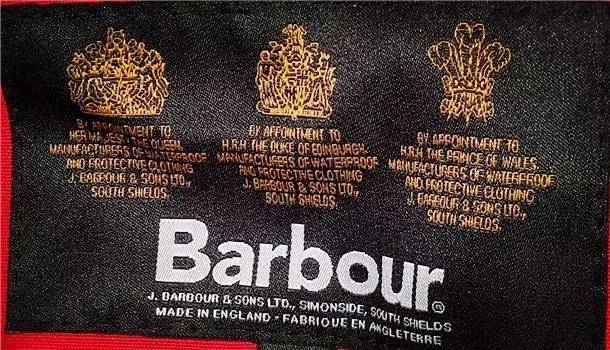 BY APPOINTMENT TO
HER MAJESTY THE QUEEN.
MANUFACTURERS OF WATERPROOF
AND PROTECTIVE CLOTHING
J. BARBOUR & SONS LTD.,
SOUTH SHIELDS.
BY APPOINTMENT TO
H.R.H. THE DUKE OF EDINBURGH.
MANUFACTURERS OF WATERPROOF
AND PROTECTIVE CLOTHING
J. BARBOUR & SONS LTD.,
SOUTH SHIELDS.
BY APPOINTMENT TO
H.R.H. THE PRINCE OF WALES.
MANUFACTURERS OF WATERPROOF
AND PROTECTIVE CLOTHING
J. BARBOUR & SONS LTD.,
SOUTH SHIELDS.
Barbour®
J. BARBOUR & SONS LTD., SIMONSIDE, SOUTH SHIELDS
MADE IN ENGLAND - FABRIQUE EN ANGLETERRE